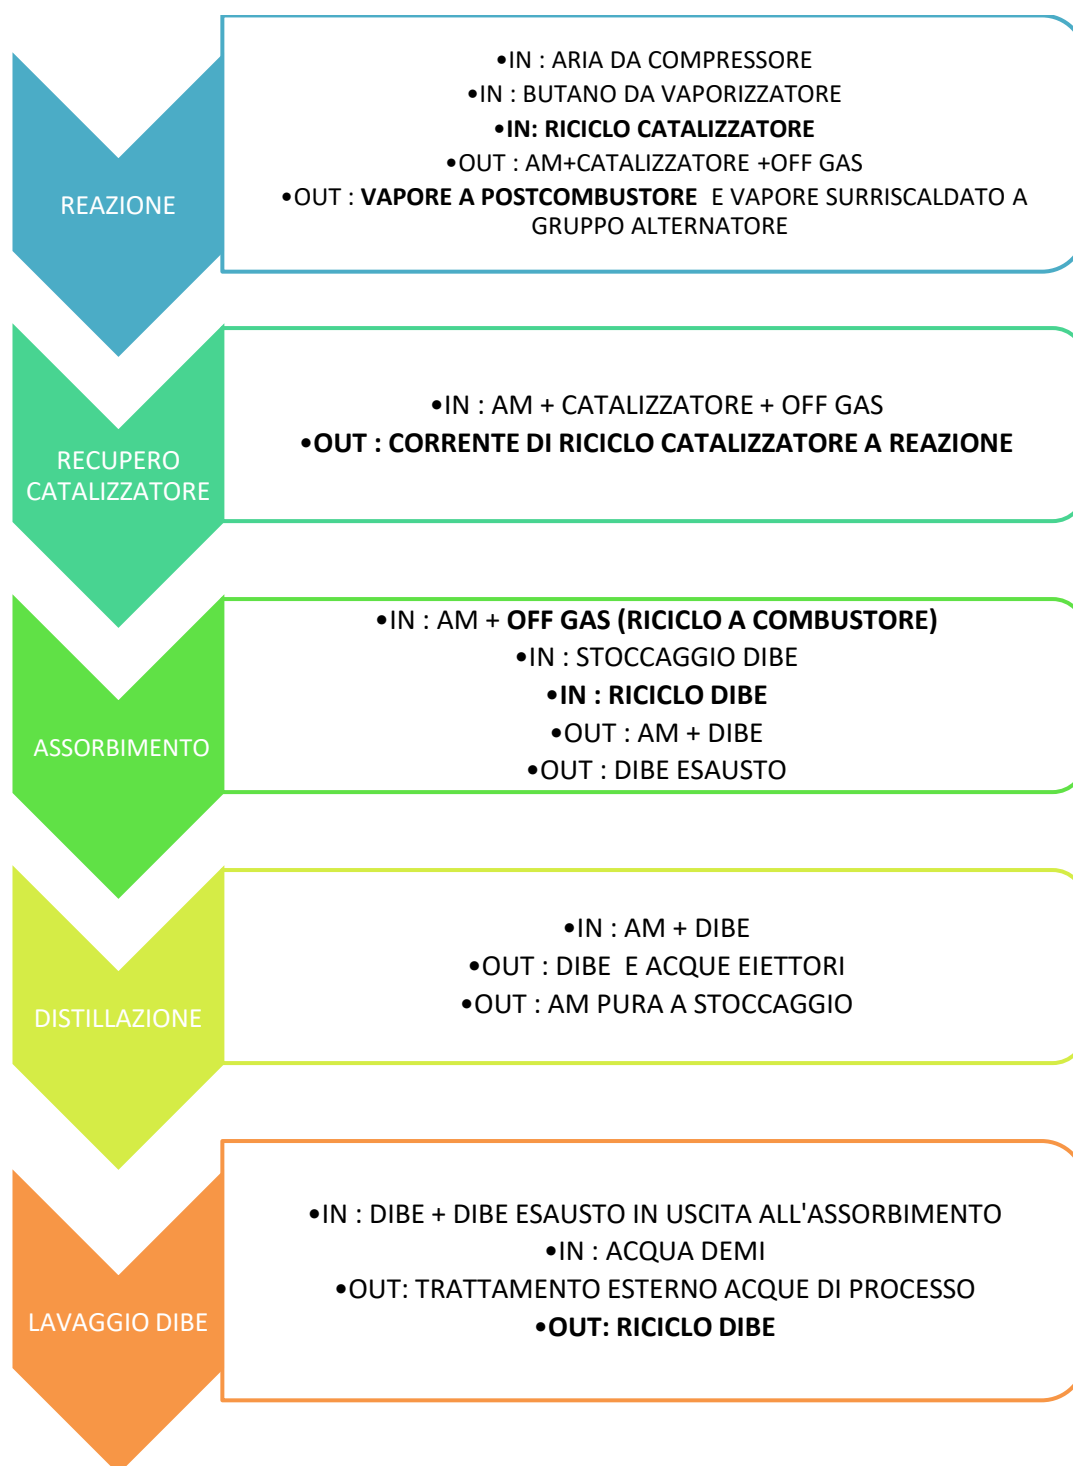 REAZIONE
•IN : ARIA DA COMPRESSORE
•IN : BUTANO DA VAPORIZZATORE
•IN: RICICLO CATALIZZATORE
•OUT : AM+CATALIZZATORE +OFF GAS
•OUT : VAPORE A POSTCOMBUSTORE E VAPORE SURRISCALDATO A
GRUPPO ALTERNATORE
RECUPERO
CATALIZZATORE
•IN : AM + CATALIZZATORE + OFF GAS
•OUT : CORRENTE DI RICICLO CATALIZZATORE A REAZIONE
ASSORBIMENTO
•IN : AM + OFF GAS (RICICLO A COMBUSTORE)
•IN : STOCCAGGIO DIBE
•IN : RICICLO DIBE
•OUT : AM + DIBE
•OUT : DIBE ESAUSTO
DISTILLAZIONE
•IN : AM + DIBE
•OUT : DIBE E ACQUE EIETTORI
•OUT : AM PURA A STOCCAGGIO
LAVAGGIO DIBE
•IN : DIBE + DIBE ESAUSTO IN USCITA ALL'ASSORBIMENTO
•IN : ACQUA DEMI
•OUT: TRATTAMENTO ESTERNO ACQUE DI PROCESSO
•OUT: RICICLO DIBE